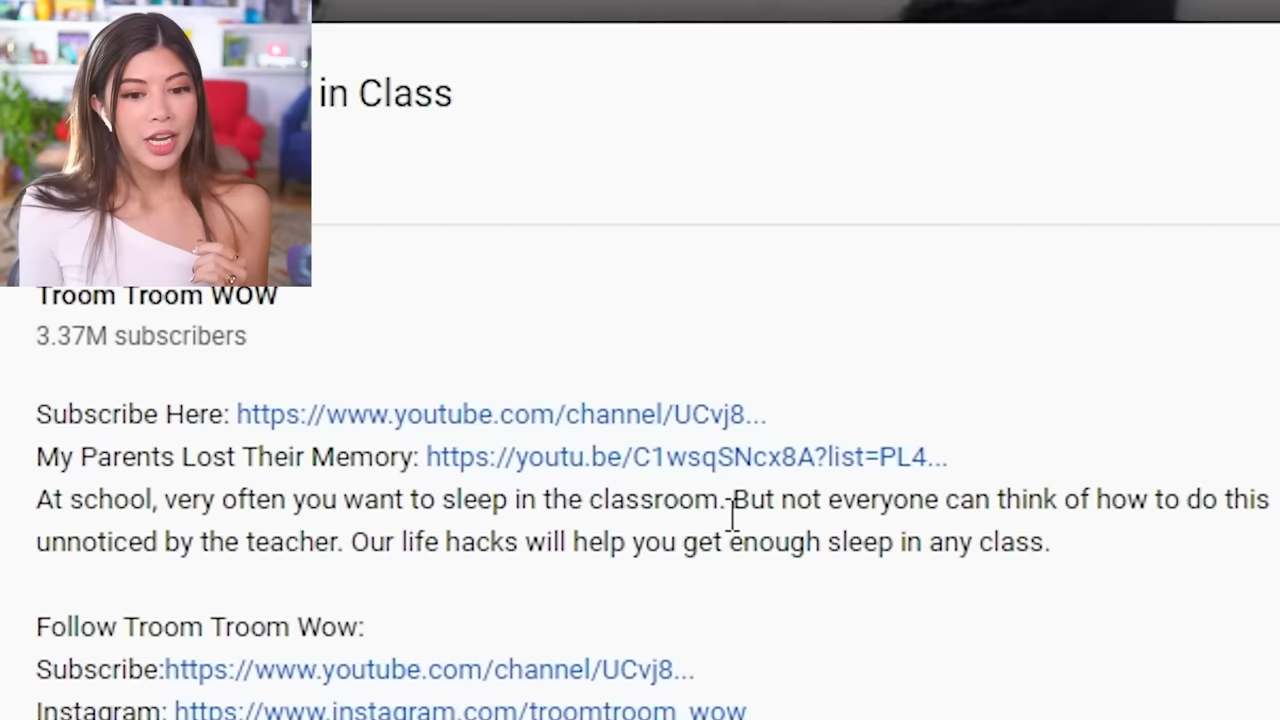 in Class
Troom Troom WOW
3.37M subscribers
Subscribe Here: https://www.youtube.com/channel/UCvj8...
My Parents Lost Their Memory: https://youtu.be/C1wsqSNcx8A?list=PL4...
At school, very often you want to sleep in the classroom. But not everyone can think of how to do this
unnoticed by the teacher. Our life hacks will help you get enough sleep in any class.
Follow Troom Troom Wow:
Subscribe:https://www.youtube.com/channel/UCvj8...
Instagram: https://www.instagram.com/troomtroom_wow